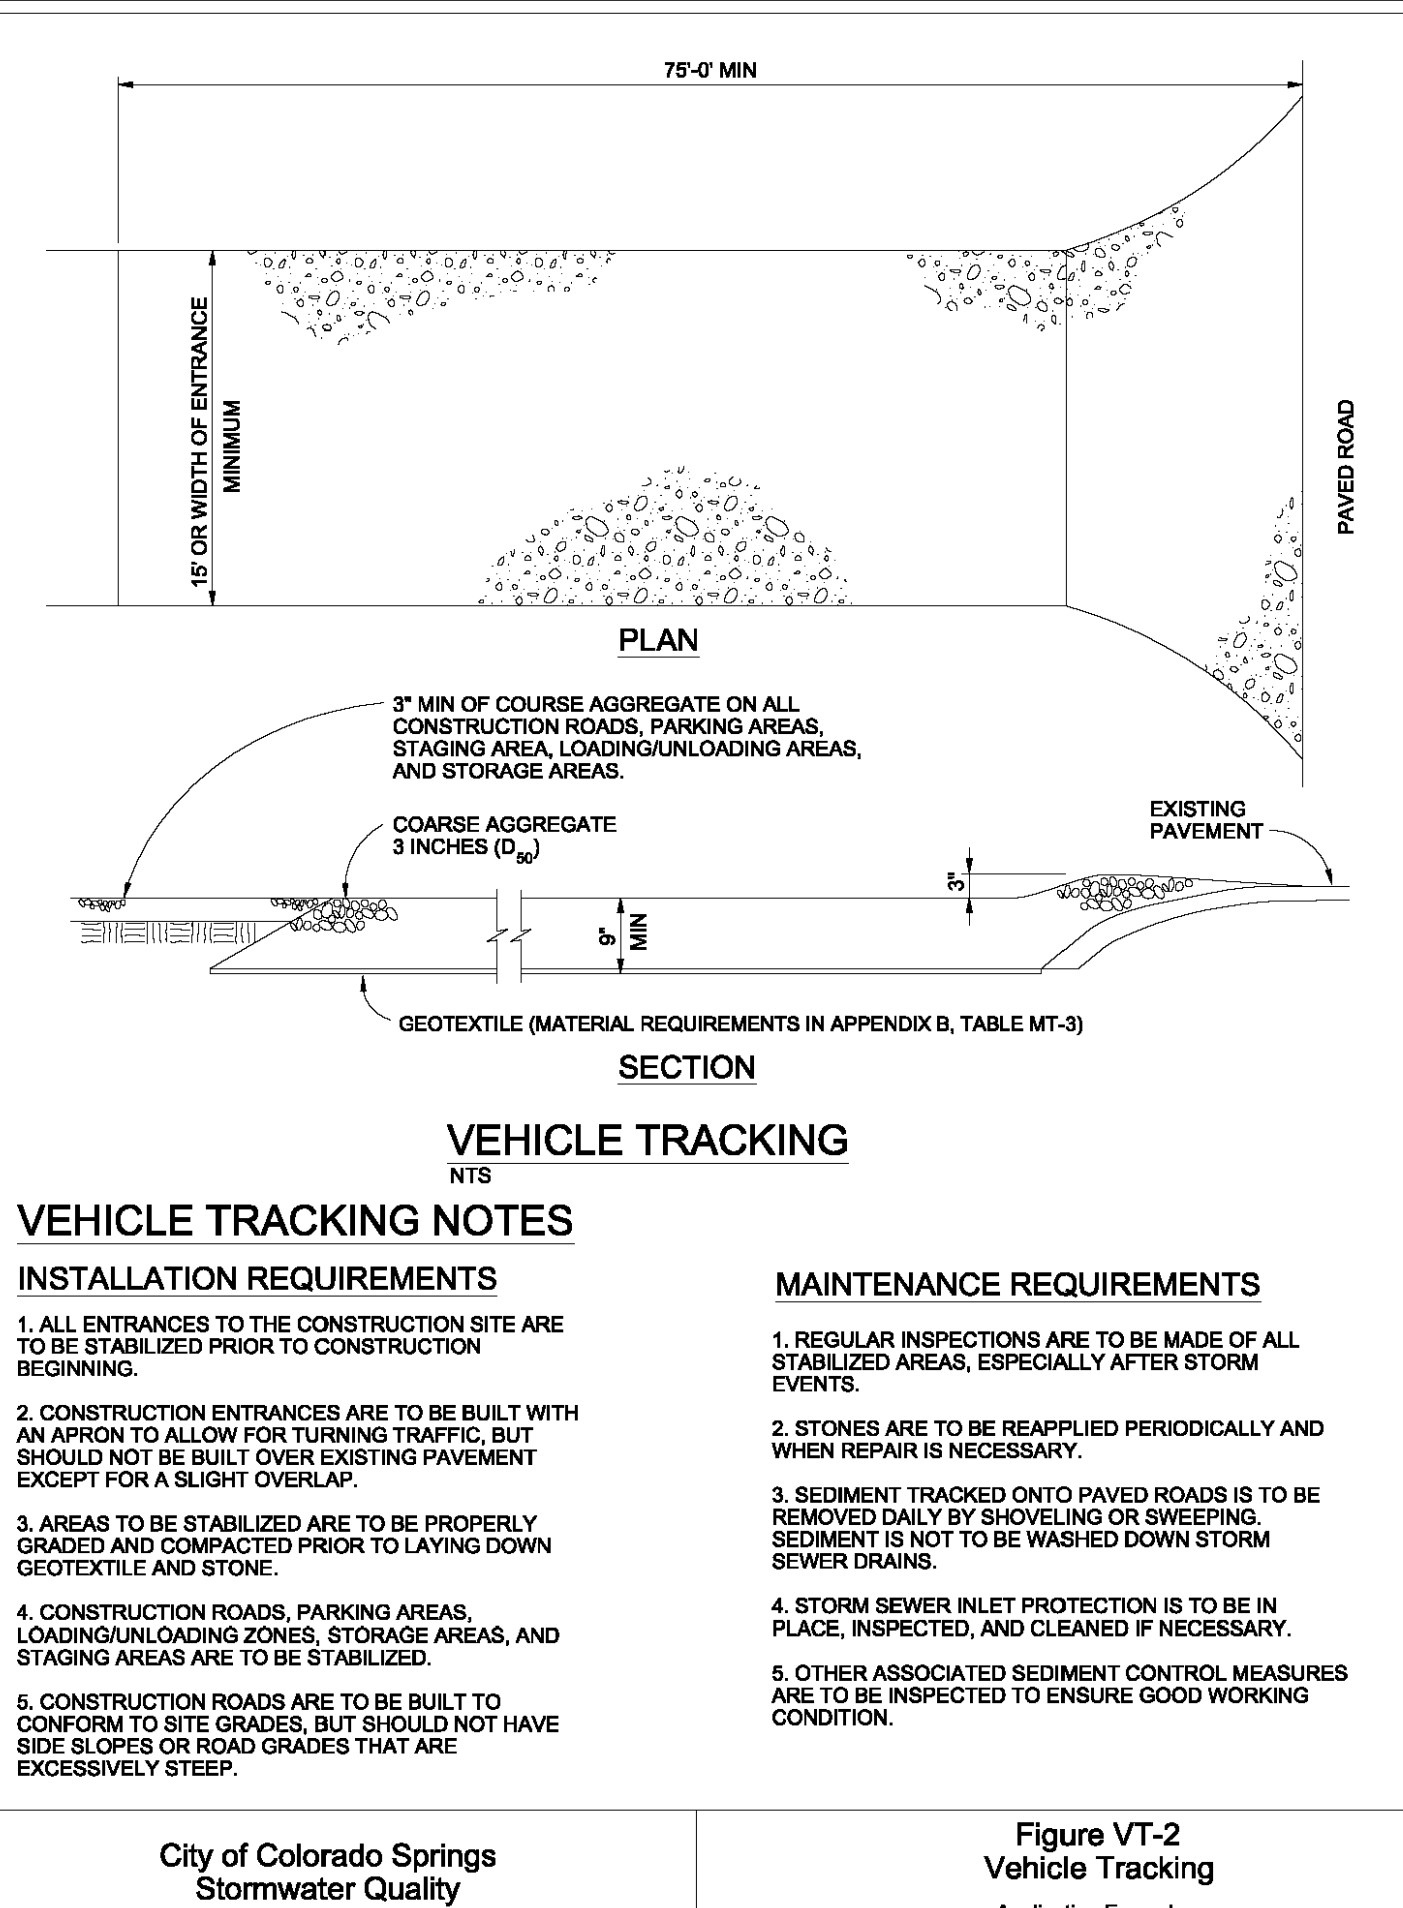 75'-0' MIN
15' OR WIDTH OF ENTRANCE
MINIMUM
PAVED ROAD
PLAN
3" MIN OF COURSE AGGREGATE ON ALL
CONSTRUCTION ROADS, PARKING AREAS,
STAGING AREA, LOADING/UNLOADING AREAS,
AND STORAGE AREAS.
COARSE AGGREGATE
3 INCHES (D50)
EXISTING
PAVEMENT
3"
9"
MIN
GEOTEXTILE (MATERIAL REQUIREMENTS IN APPENDIX B, TABLE MT-3)
SECTION
VEHICLE TRACKING
NTS
VEHICLE TRACKING NOTES
INSTALLATION REQUIREMENTS
1. ALL ENTRANCES TO THE CONSTRUCTION SITE ARE
TO BE STABILIZED PRIOR TO CONSTRUCTION
BEGINNING.
2. CONSTRUCTION ENTRANCES ARE TO BE BUILT WITH
AN APRON TO ALLOW FOR TURNING TRAFFIC, BUT
SHOULD NOT BE BUILT OVER EXISTING PAVEMENT
EXCEPT FOR A SLIGHT OVERLAP.
3. AREAS TO BE STABILIZED ARE TO BE PROPERLY
GRADED AND COMPACTED PRIOR TO LAYING DOWN
GEOTEXTILE AND STONE.
4. CONSTRUCTION ROADS, PARKING AREAS,
LOADING/UNLOADING ZONES, STORAGE AREAS, AND
STAGING AREAS ARE TO BE STABILIZED.
5. CONSTRUCTION ROADS ARE TO BE BUILT TO
CONFORM TO SITE GRADES, BUT SHOULD NOT HAVE
SIDE SLOPES OR ROAD GRADES THAT ARE
EXCESSIVELY STEEP.
MAINTENANCE REQUIREMENTS
1. REGULAR INSPECTIONS ARE TO BE MADE OF ALL
STABILIZED AREAS, ESPECIALLY AFTER STORM
EVENTS.
2. STONES ARE TO BE REAPPLIED PERIODICALLY AND
WHEN REPAIR IS NECESSARY.
3. SEDIMENT TRACKED ONTO PAVED ROADS IS TO BE
REMOVED DAILY BY SHOVELING OR SWEEPING.
SEDIMENT IS NOT TO BE WASHED DOWN STORM
SEWER DRAINS.
4. STORM SEWER INLET PROTECTION IS TO BE IN
PLACE, INSPECTED, AND CLEANED IF NECESSARY.
5. OTHER ASSOCIATED SEDIMENT CONTROL MEASURES
ARE TO BE INSPECTED TO ENSURE GOOD WORKING
CONDITION.
City of Colorado Springs
Stormwater Quality
Figure VT-2
Vehicle Tracking